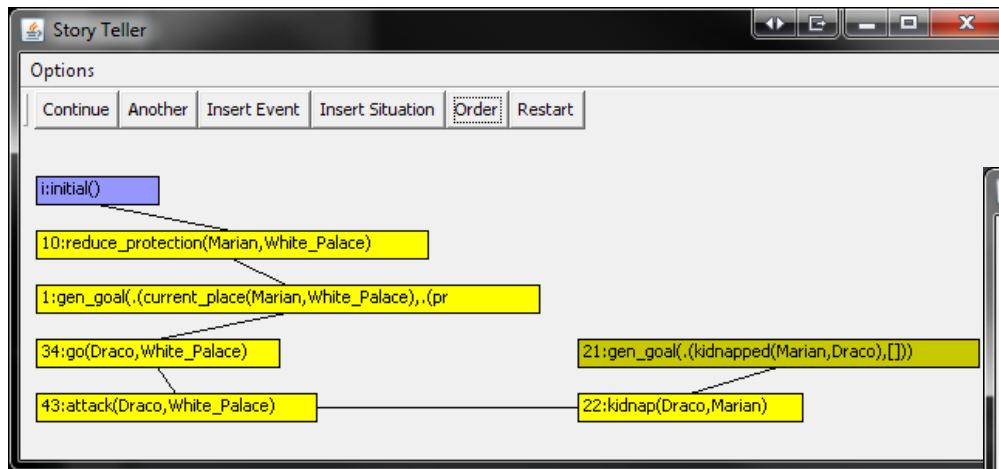 Story Teller
Options
Continue Another Insert Event Insert Situation Order Restart
i:initial()
10:reduce_protection(Marian,White_Palace)
1:gen_goal(.(current_place(Marian,White_Palace),.(pr
34:go(Draco,White_Palace)
21:gen_goal(.(kidnapped(Marian,Draco),[]))
43:attack(Draco,White_Palace)
22:kidnap(Draco,Marian)